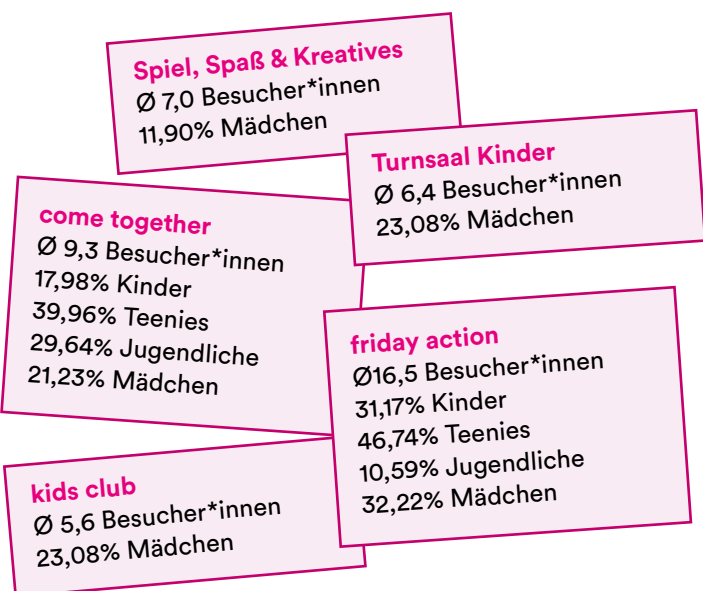 Spiel, Spaß & Kreatives
Ø 7,0 Besucher*innen
11,90% Mädchen
Turnsaal Kinder
Ø 6,4 Besucher*innen
23,08% Mädchen
come together
Ø 9,3 Besucher*innen
17,98% Kinder
39,96% Teenies
29,64% Jugendliche
21,23% Mädchen
friday action
Ø16,5 Besucher*innen
31,17% Kinder
46,74% Teenies
10,59% Jugendliche
32,22% Mädchen
kids club
Ø 5,6 Besucher*innen
23,08% Mädchen